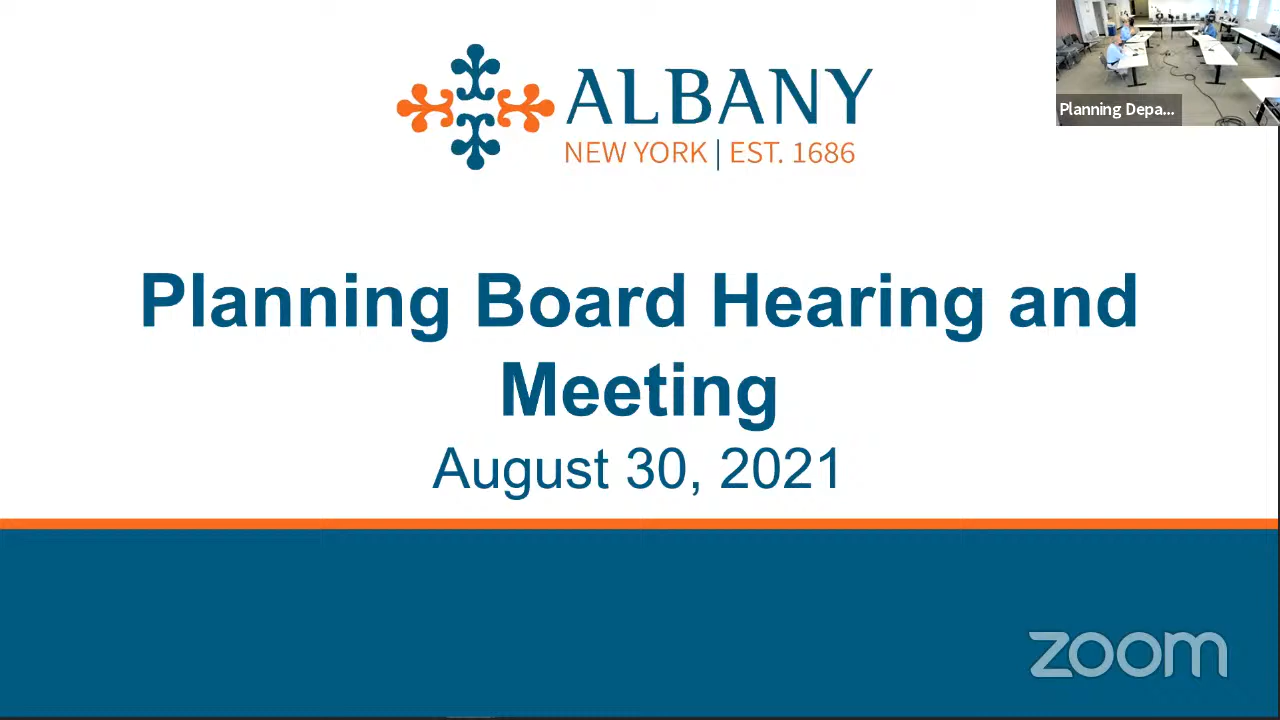 ALBANY
NEW YORK | EST. 1686
Planning Depa...
Planning Board Hearing and
Meeting
August 30, 2021
zoom